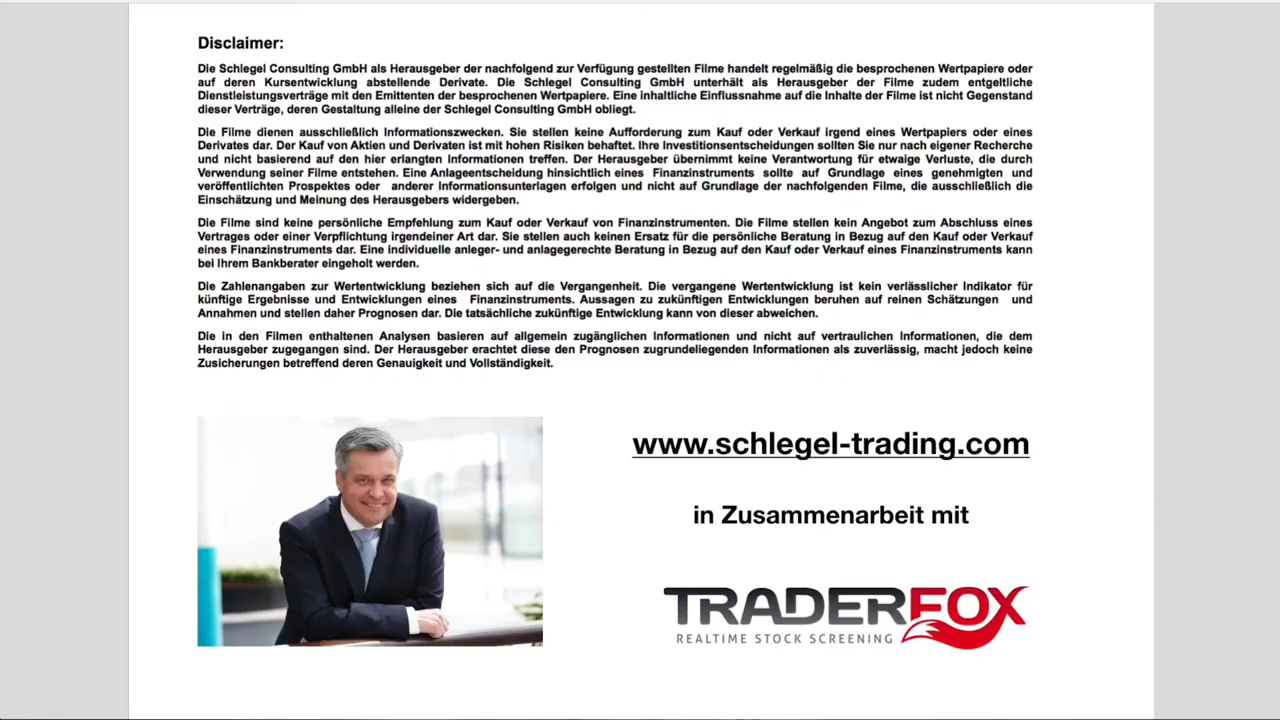 Disclaimer:
Die Schlegel Consulting GmbH als Herausgeber der nachfolgend zur Verfügung gestellten Filme handelt regelmäßig die besprochenen Wertpapiere oder
auf deren Kursentwicklung abstellende Derivate. Die Schlegel Consulting GmbH unterhält als Herausgeber der Filme zudem entgeltliche
Dienstleistungsverträge mit den Emittenten der besprochenen Wertpapiere. Eine inhaltliche Einflussnahme auf die Inhalte der Filme ist nicht Gegenstand
dieser Verträge, deren Gestaltung alleine der Schlegel Consulting GmbH obliegt.
Die Filme dienen ausschließlich Informationszwecken. Sie stellen keine Aufforderung zum Kauf oder Verkauf irgend eines Wertpapiers oder eines
Derivates dar. Der Kauf von Aktien und Derivaten ist mit hohen Risiken behaftet. Ihre Investitionsentscheidungen sollten Sie nur nach eigener Recherche
und nicht basierend auf den hier erlangten Informationen treffen. Der Herausgeber übernimmt keine Verantwortung für etwaige Verluste, die durch
Verwendung seiner Filme entstehen. Eine Anlageentscheidung hinsichtlich eines Finanzinstruments sollte auf Grundlage eines genehmigten und
veröffentlichten Prospektes oder anderer Informationsunterlagen erfolgen und nicht auf Grundlage der nachfolgenden Filme, die ausschließlich die
Einschätzung und Meinung des Herausgebers widergeben.
Die Filme sind keine persönliche Empfehlung zum Kauf oder Verkauf von Finanzinstrumenten. Die Filme stellen kein Angebot zum Abschluss eines
Vertrages oder einer Verpflichtung irgendeiner Art dar. Sie stellen auch keinen Ersatz für die persönliche Beratung in Bezug auf den Kauf oder Verkauf
eines Finanzinstruments dar. Eine individuelle anleger- und anlagegerechte Beratung in Bezug auf den Kauf oder Verkauf eines Finanzinstruments kann
bei Ihrem Bankberater eingeholt werden.
Die Zahlenangaben zur Wertentwicklung beziehen sich auf die Vergangenheit. Die vergangene Wertentwicklung ist kein verlässlicher Indikator für
künftige Ergebnisse und Entwicklungen eines Finanzinstruments. Aussagen zu zukünftigen Entwicklungen beruhen auf reinen Schätzungen und
Annahmen und stellen daher Prognosen dar. Die tatsächliche zukünftige Entwicklung kann von dieser abweichen.
Die in den Filmen enthaltenen Analysen basieren auf allgemein zugänglichen Informationen und nicht auf vertraulichen Informationen, die dem
Herausgeber zugegangen sind. Der Herausgeber erachtet diese den Prognosen zugrundeliegenden Informationen als zuverlässig, macht jedoch keine
Zusicherungen betreffend deren Genauigkeit und Vollständigkeit.
www.schlegel-trading.com
in Zusammenarbeit mit
TRADERFOX
REALTIME STOCK SCREENING